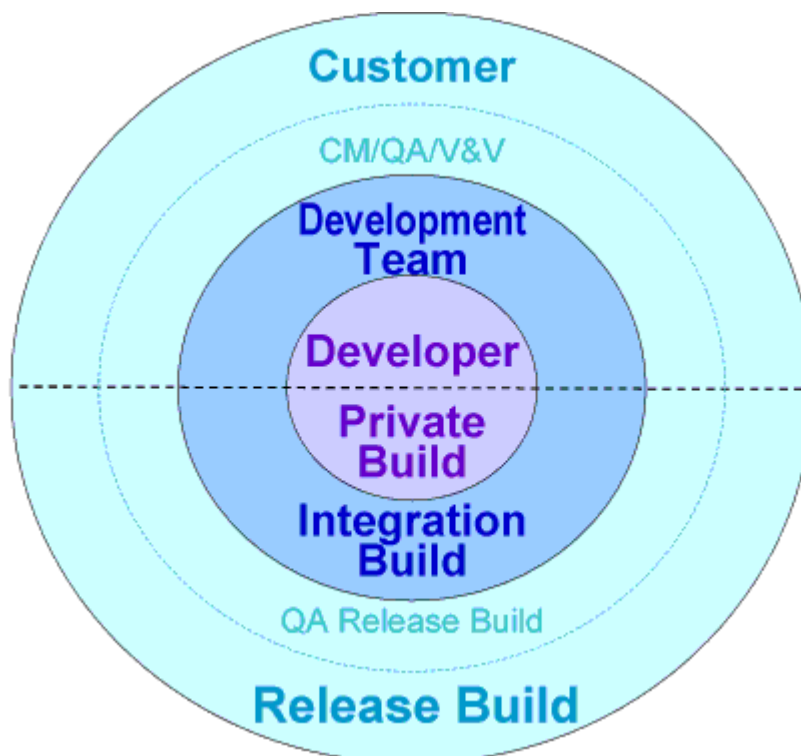 Customer
CM/QA/V&V
Development
Team
Developer
Private
Build
Integration
Build
QA Release Build
Release Build